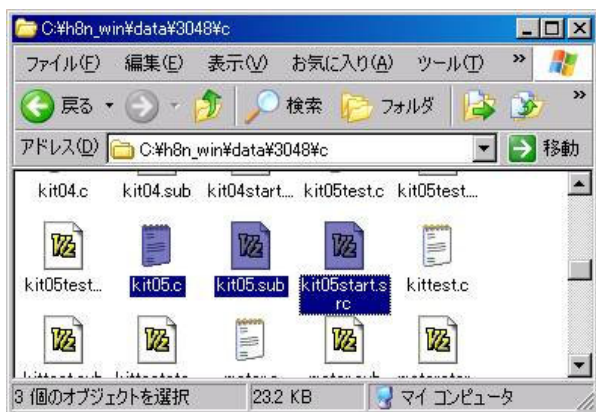 C:¥h8n_win¥data¥3048¥c
ファイル(F) 編集(E) 表示(V) お気に入り(A) ツール(T) »
戻る 検索 フォルダ »
アドレス(D) C:¥h8n_win¥data¥3048¥c 移動
kit04.c kit04.sub kit04start... kit05test.c kit05test...
kit05test... kit05.c kit05.sub kit05start.s kittest.c
rc
3 個のオブジェクトを選択 23.2 KB マイ コンピュータ